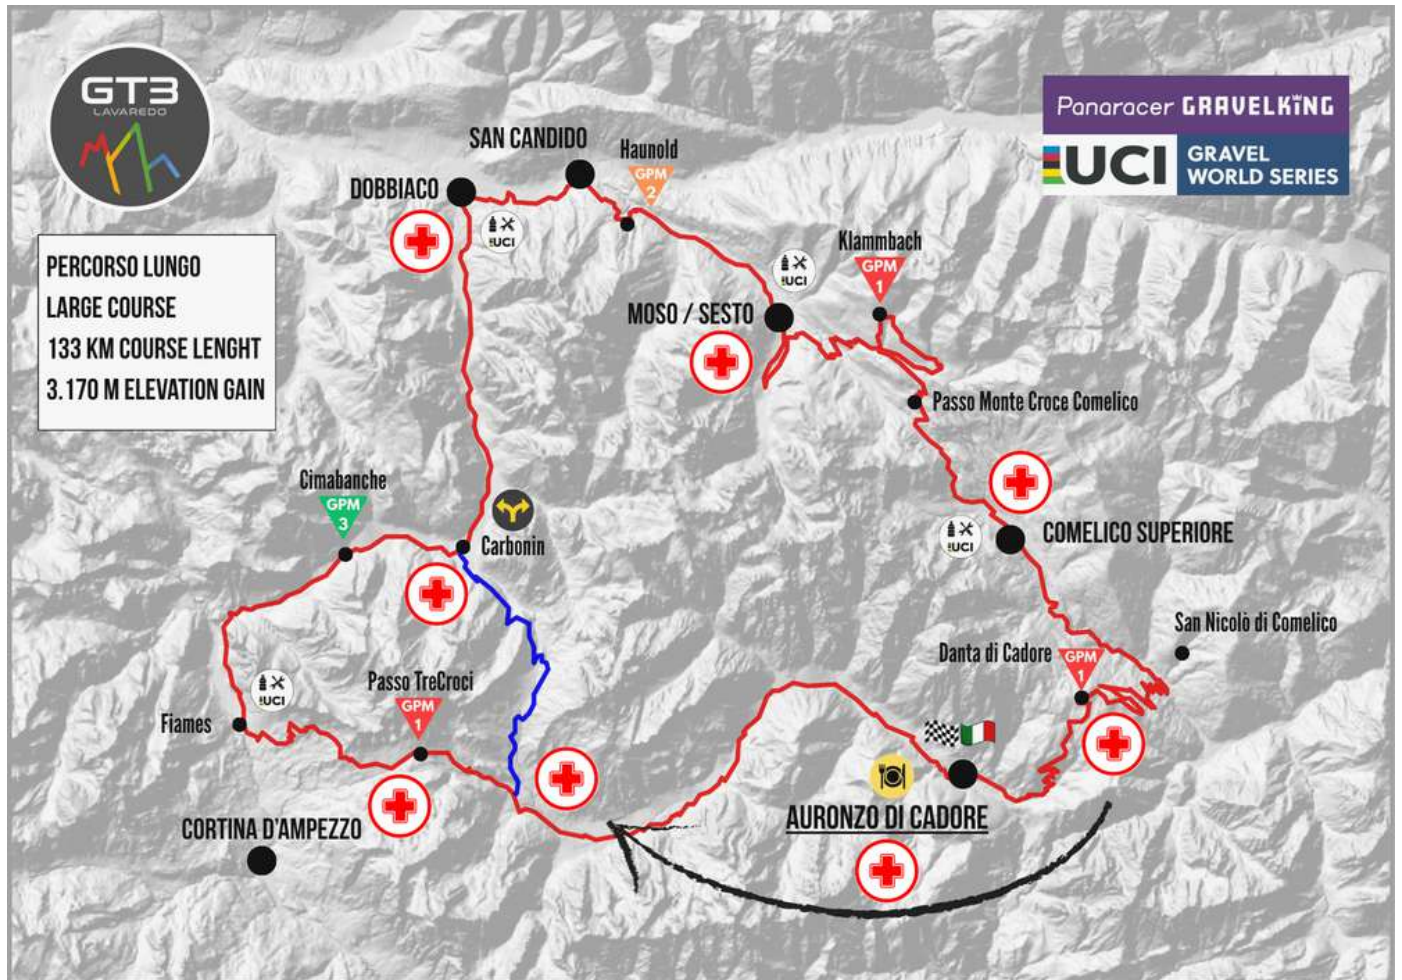 GT3
LAVAREDO
Panaracer GRAVELKING
UCI
GRAVEL
WORLD SERIES
PERCORSO LUNGO
LARGE COURSE
133 KM COURSE LENGHT
3.170 M ELEVATION GAIN
SAN CANDIDO
Haunold
GPM
2
DOBBIACO
UCI
Klammbach
GPM
1
UCI
MOSO / SESTO
Passo Monte Croce Comelico
Cimabanche
GPM
3
Carbonin
UCI
COMELICO SUPERIORE
San Nicolò di Comelico
Danta di Cadore
GPM
1
UCI
Passo TreCroci
GPM
1
Fiames
AURONZO DI CADORE
CORTINA D'AMPEZZO